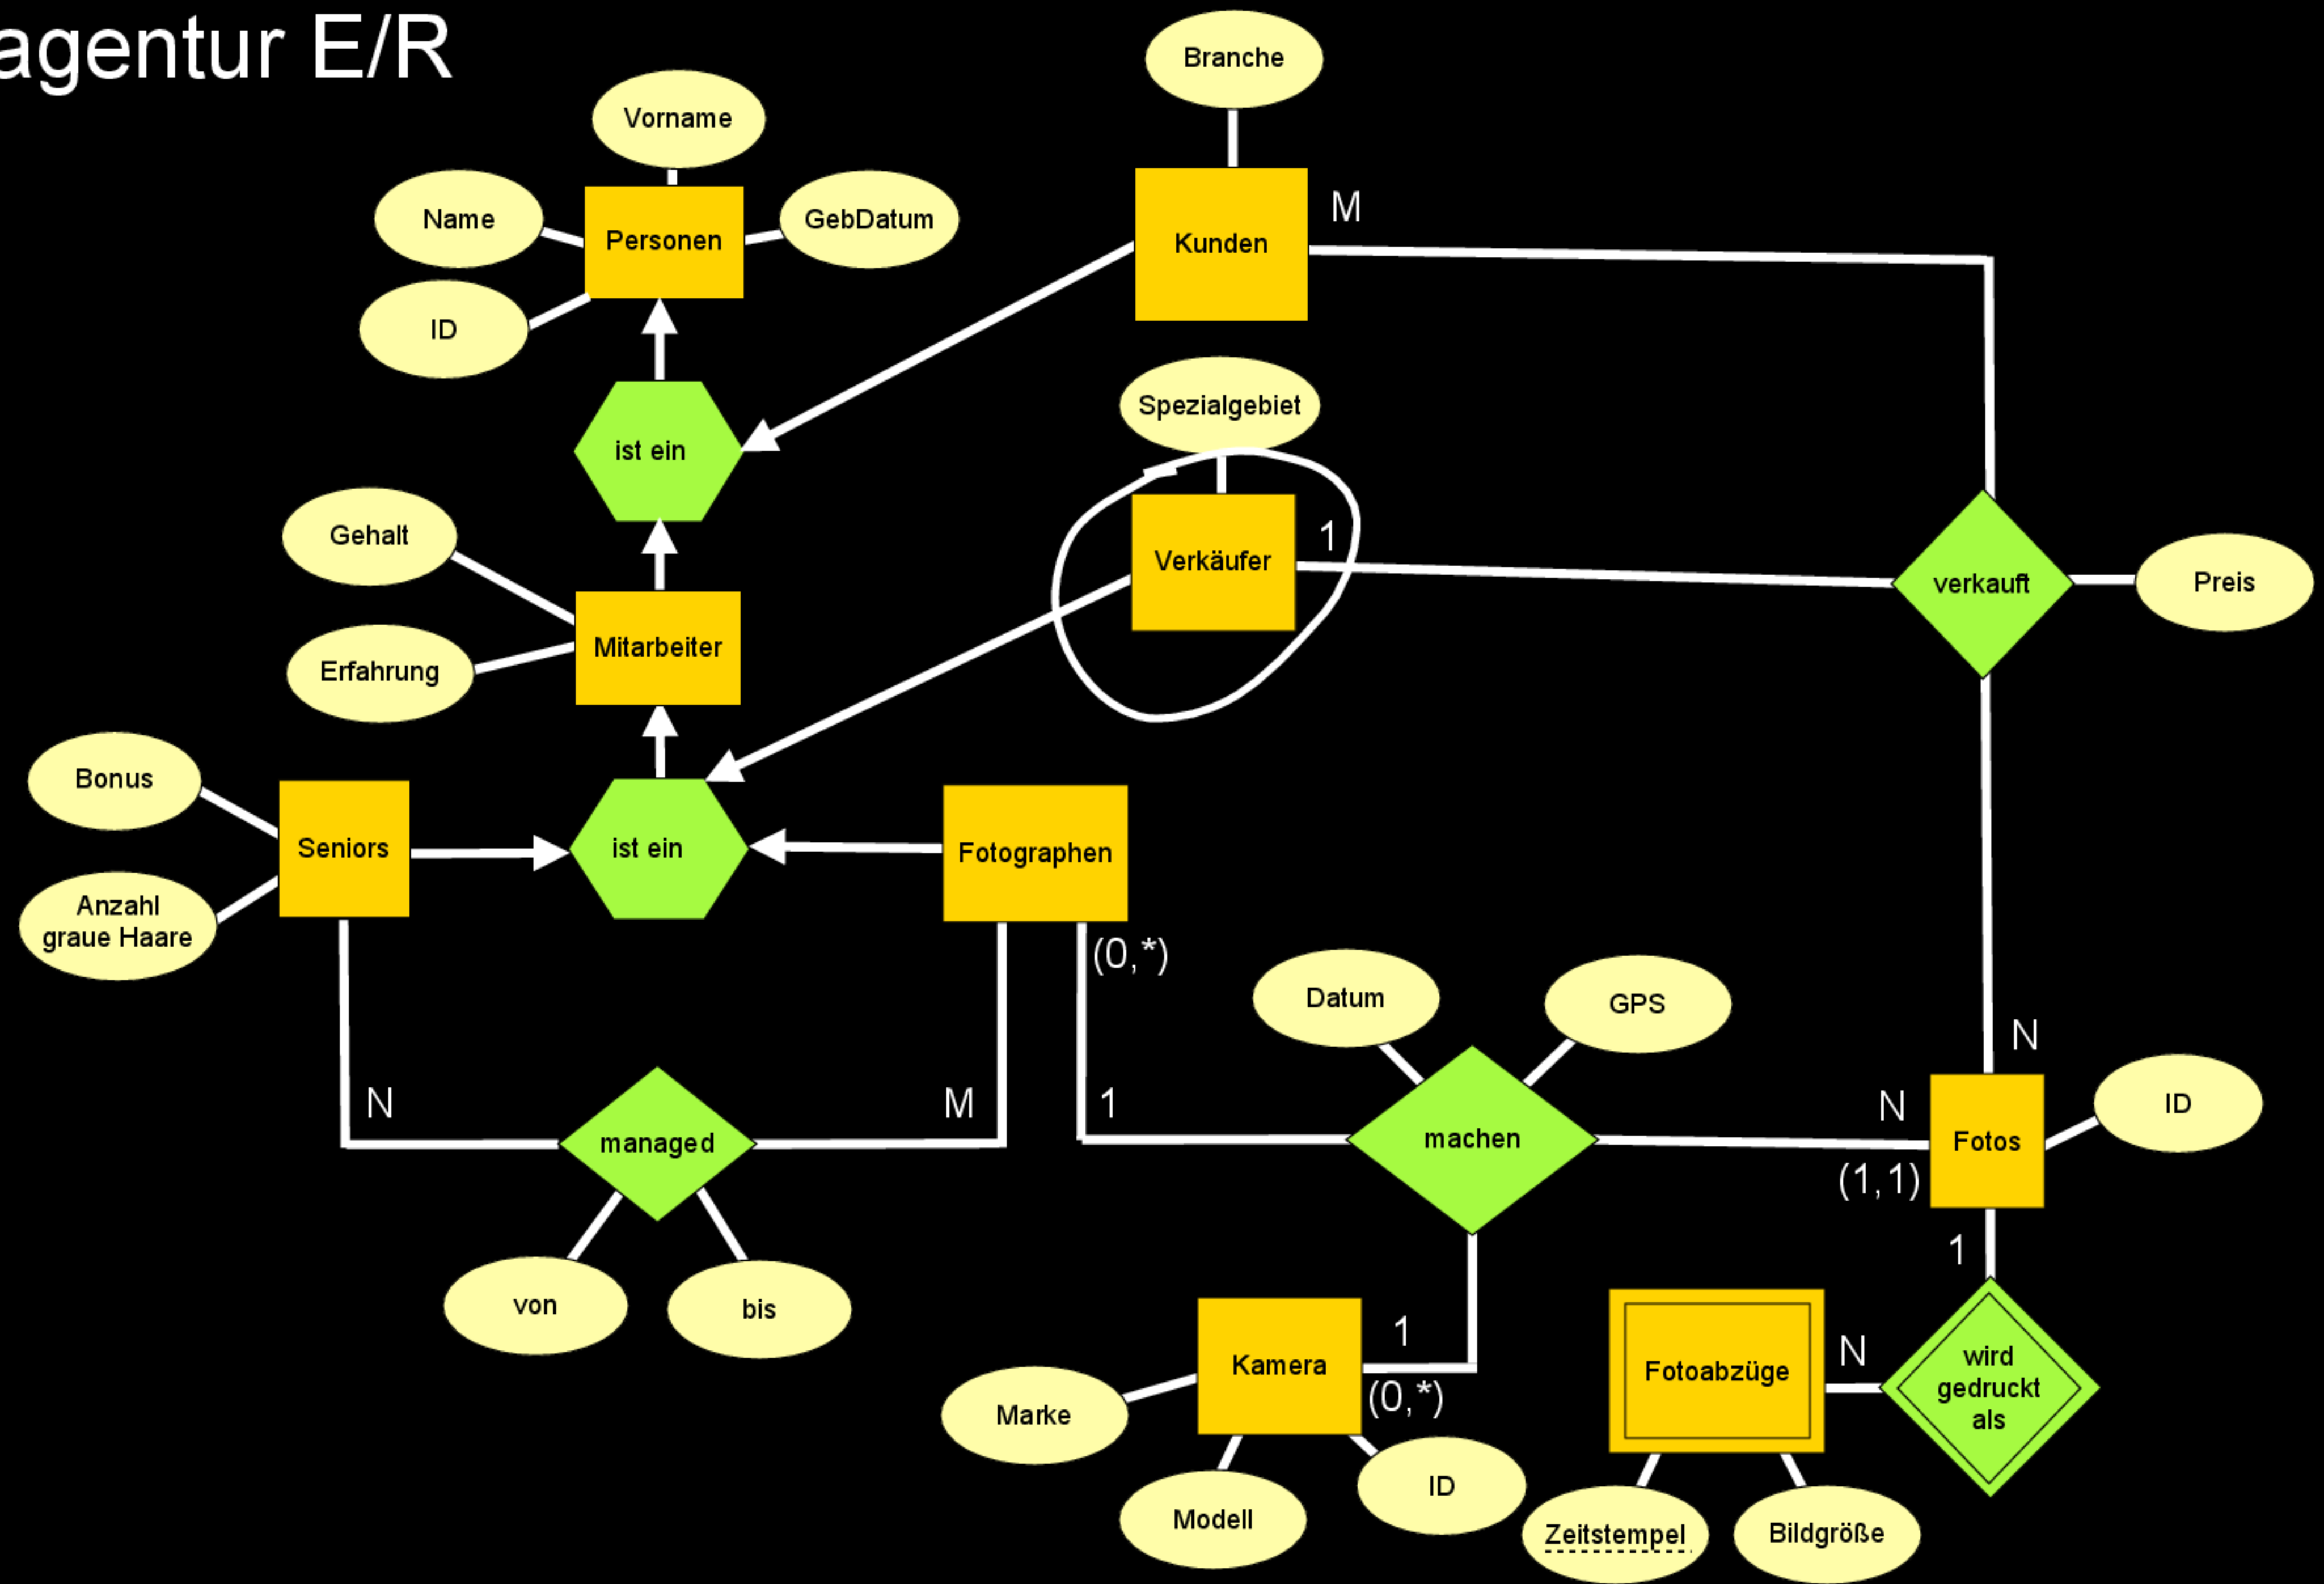 agentur E/R
Branche
Vorname
Name
Personen
GebDatum
ID
Kunden
M
ist ein
Spezialgebiet
Verkäufer
1
verkauft
Preis
Gehalt
Erfahrung
Mitarbeiter
Bonus
Seniors
Anzahl
graue Haare
ist ein
Fotographen
(0,*)
Datum
GPS
N
managed
M
1
machen
N
(1,1)
N
Fotos
ID
von
bis
1
Kamera
1
(0,*)
Marke
Modell
ID
Fotoabzüge
N
wird
gedruckt
als
Zeitstempel
Bildgröße